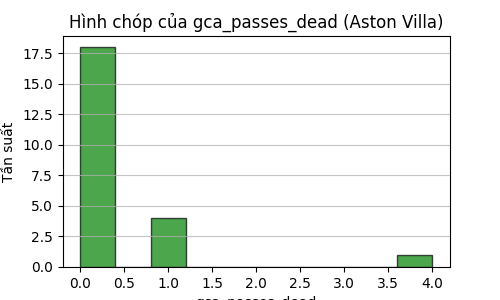 Hình chóp của gca_passes_dead (Aston Villa)
Tần suất
17.5
15.0
12.5
10.0
7.5
5.0
2.5
0.0
0.0 0.5 1.0 1.5 2.0 2.5 3.0 3.5 4.0
gca_passes_dead